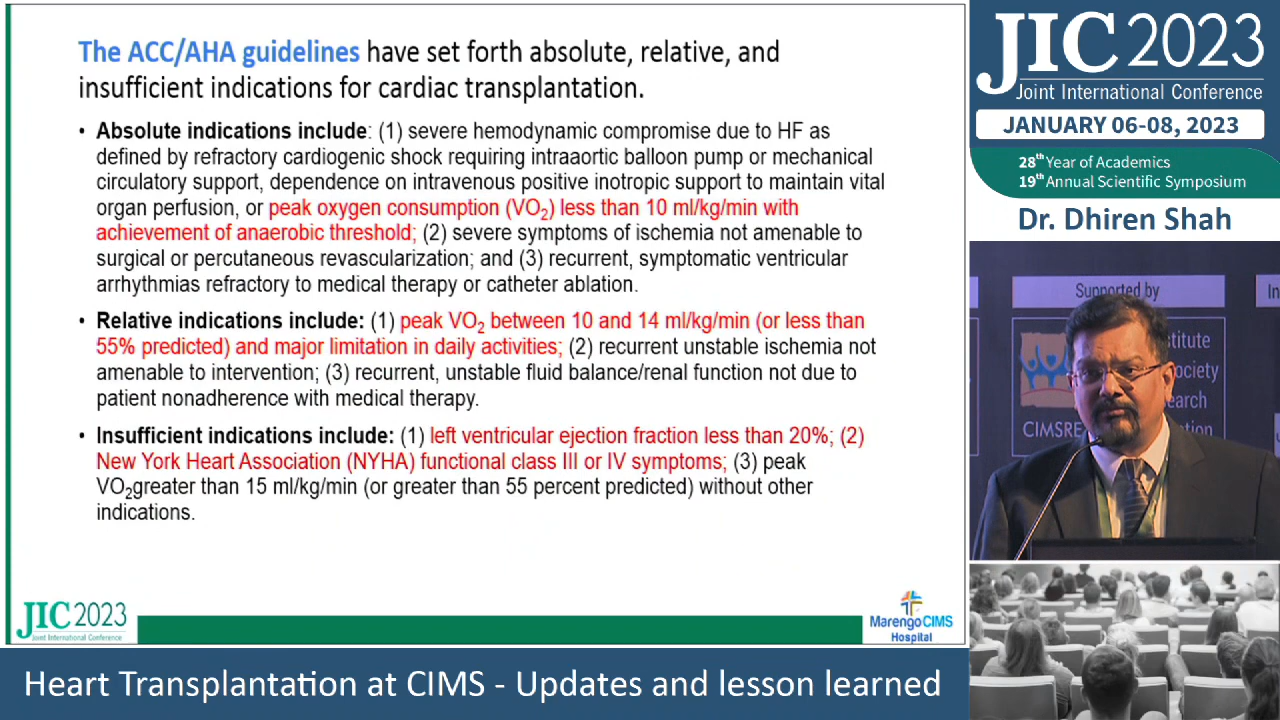 The ACC/AHA guidelines have set forth absolute, relative, and
insufficient indications for cardiac transplantation.
• Absolute indications include: (1) severe hemodynamic compromise due to HF as
defined by refractory cardiogenic shock requiring intraaortic balloon pump or mechanical
circulatory support, dependence on intravenous positive inotropic support to maintain vital
organ perfusion, or peak oxygen consumption (VO2) less than 10 ml/kg/min with
achievement of anaerobic threshold; (2) severe symptoms of ischemia not amenable to
surgical or percutaneous revascularization; and (3) recurrent, symptomatic ventricular
arrhythmias refractory to medical therapy or catheter ablation.
• Relative indications include: (1) peak VO2 between 10 and 14 ml/kg/min (or less than
55% predicted) and major limitation in daily activities; (2) recurrent unstable ischemia not
amenable to intervention; (3) recurrent, unstable fluid balance/renal function not due to
patient nonadherence with medical therapy.
• Insufficient indications include: (1) left ventricular ejection fraction less than 20%; (2)
New York Heart Association (NYHA) functional class III or IV symptoms; (3) peak
VO2greater than 15 ml/kg/min (or greater than 55 percent predicted) without other
indications.
JIC 2023
Joint International Conference
Marengo CIMS
Hospital
JIC 2023
Joint International Conference
JANUARY 06-08, 2023
28th Year of Academics
19th Annual Scientific Symposium
Dr. Dhiren Shah
Supported by
In
stitute
ociety
earch
CIMSRE
tion
Heart Transplantation at CIMS - Updates and lesson learned